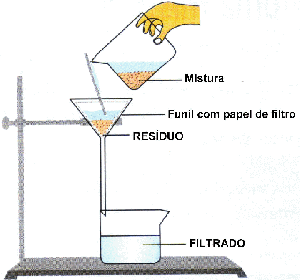 Mistura
Funil com papel de filtro
RESÍDUO
FILTRADO